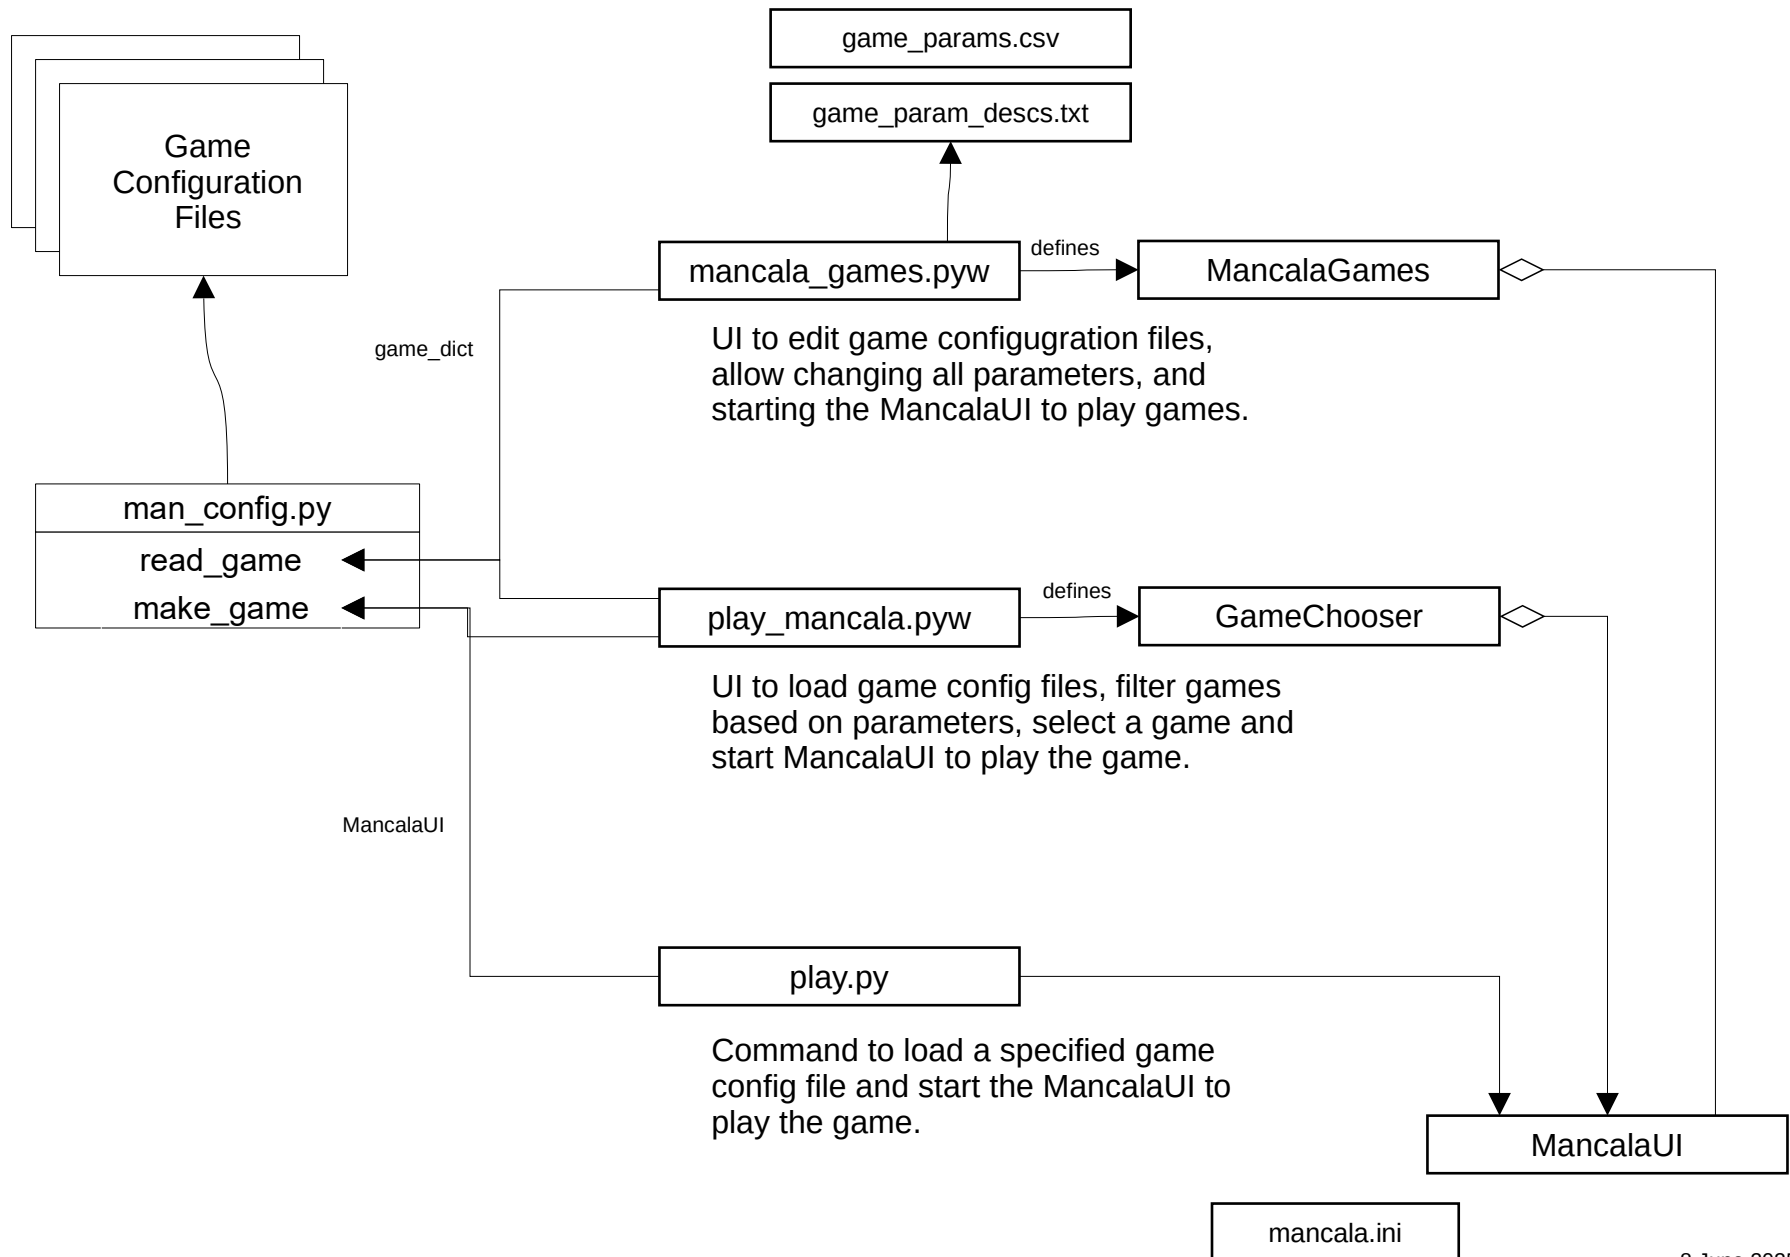 game_params.csv
game_param_descs.txt
Game
Configuration
Files
mancala_games.pyw
defines
MancalaGames
UI to edit game configugration files,
allow changing all parameters, and
starting the MancalaUI to play games.
game_dict
man_config.py
read_game
make_game
play_mancala.pyw
defines
GameChooser
UI to load game config files, filter games
based on parameters, select a game and
start MancalaUI to play the game.
MancalaUI
play.py
Command to load a specified game
config file and start the MancalaUI to
play the game.
MancalaUI
mancala.ini